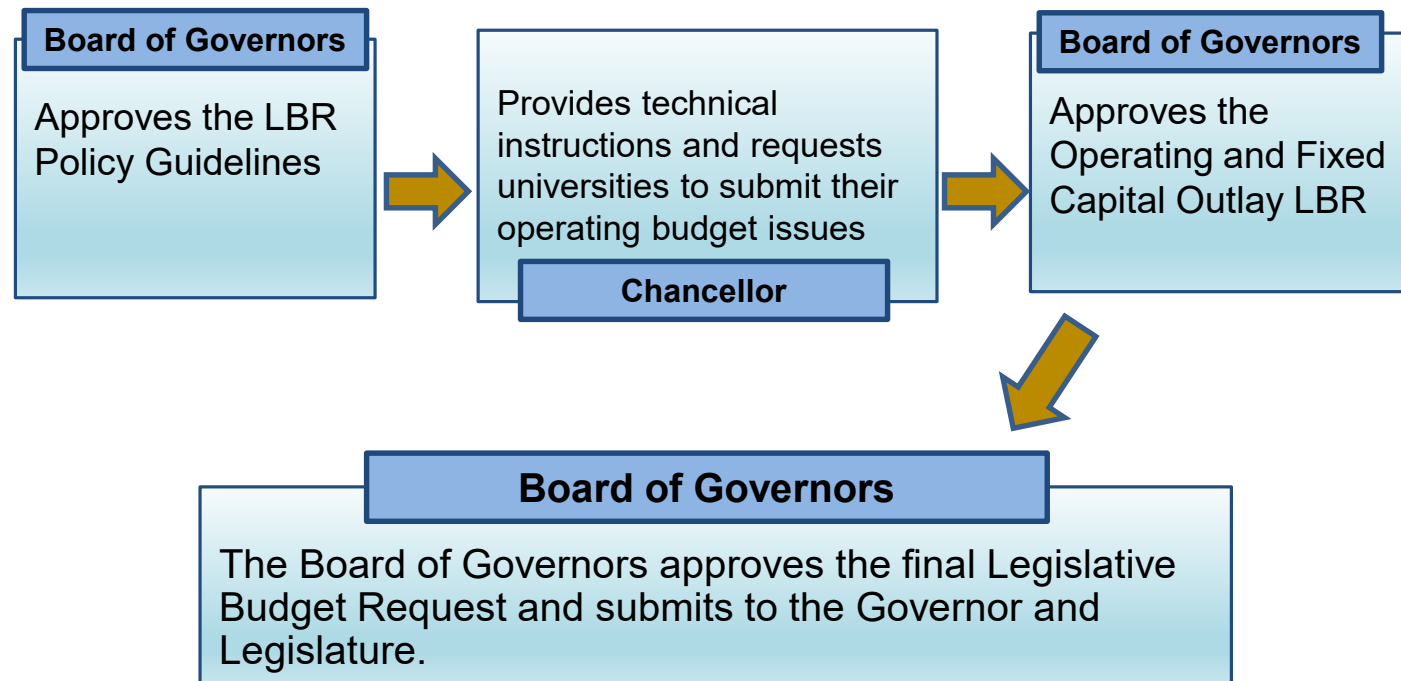 Board of Governors
Approves the LBR
Policy Guidelines
Provides technical
instructions and requests
universities to submit their
operating budget issues
Chancellor
Board of Governors
Approves the
Operating and Fixed
Capital Outlay LBR
Board of Governors
The Board of Governors approves the final Legislative
Budget Request and submits to the Governor and
Legislature.